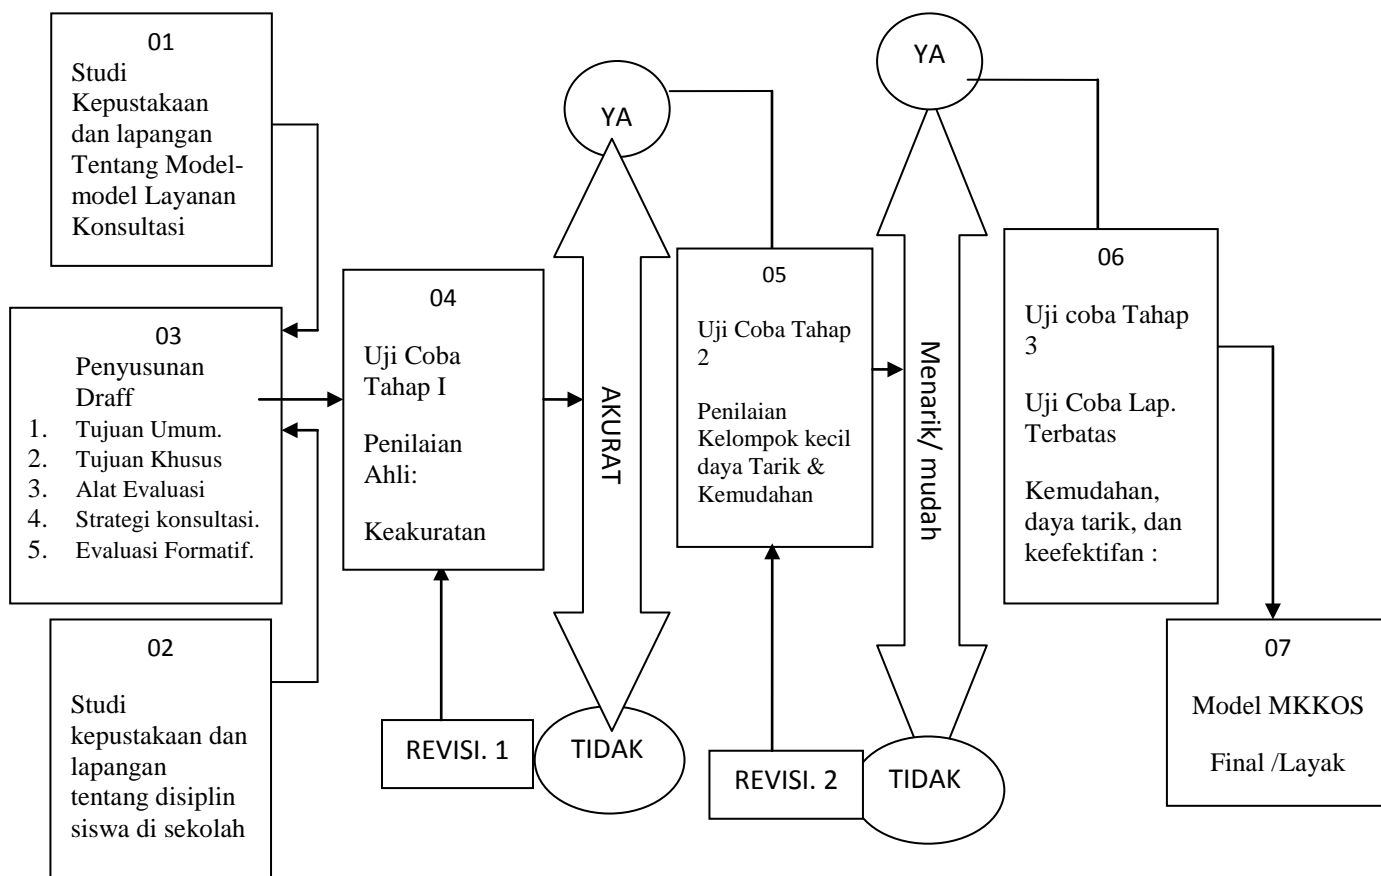 01
Studi
Kepustakaan
dan lapangan
Tentang Model-
model Layanan
Konsultasi
03
Penyusunan
Draff
1. Tujuan Umum.
2. Tujuan Khusus
3. Alat Evaluasi
4. Strategi konsultasi.
5. Evaluasi Formatif.
02
Studi
kepustakaan dan
lapangan
tentang disiplin
siswa di sekolah
04
Uji Coba
Tahap I
Penilaian
Ahli:
Keakuratan
REVISI. 1
YA
AKURAT
TIDAK
05
Uji Coba Tahap
2
Penilaian
Kelompok kecil
daya Tarik &
Kemudahan
REVISI. 2
YA
Menarik/ mudah
TIDAK
06
Uji coba Tahap
3
Uji Coba Lap.
Terbatas
Kemudahan,
daya tarik, dan
keefektifan :
07
Model MKKOS
Final /Layak